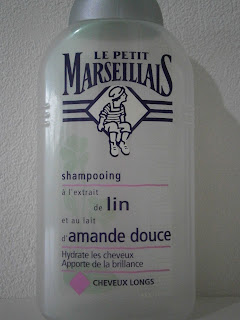 LE PETIT
MARSEILLAIS
shampooing
à l'extrait
de lin
et au lait
d'amande douce
Hydrate les cheveux
Apporte de la brillance
CHEVEUX LONGS